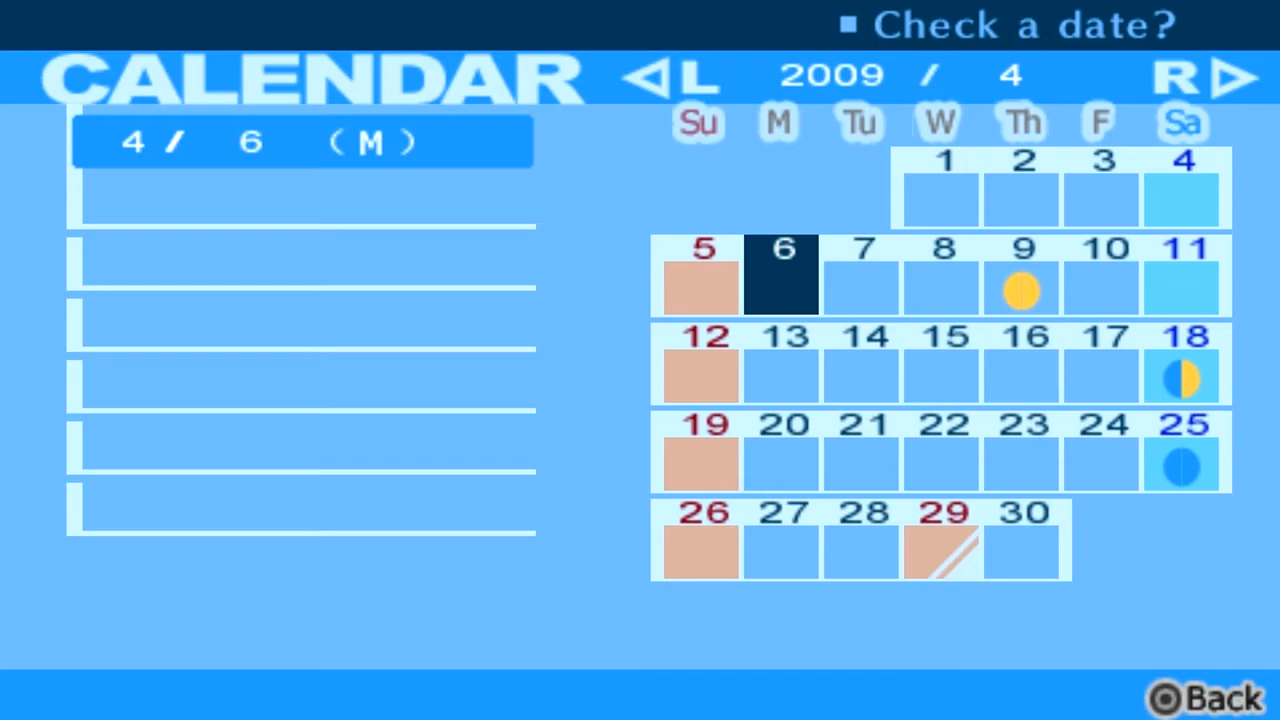 Check a date?
CALENDAR L 2009 / 4 R
Su M Tu W Th F Sa
4 / 6 (M)
1 2 3 4
5 6 7 8 9 10 11
12 13 14 15 16 17 18
19 20 21 22 23 24 25
26 27 28 29 30
Back